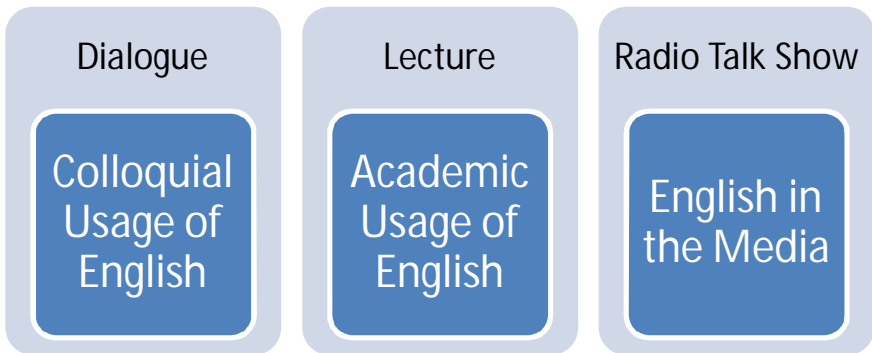 Dialogue
Colloquial
Usage of
English
Lecture
Academic
Usage of
English
Radio Talk Show
English in
the Media